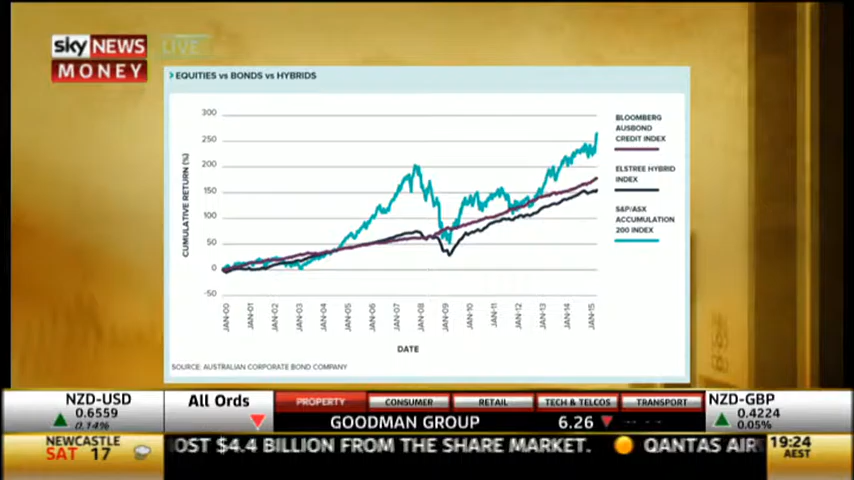 sky NEWS LIVE
MONEY
EQUITIES vs BONDS vs HYBRIDS
300
250
200
150
100
50
0
-50
CUMULATIVE RETURN (%)
JAN-00 JAN-01 JAN-02 JAN-03 JAN-04 JAN-05 JAN-06 JAN-07 JAN-08 JAN-09 JAN-10 JAN-11 JAN-12 JAN-13 JAN-14 JAN-15
DATE
BLOOMBERG
AUSBOND
CREDIT INDEX
ELSTREE HYBRID
INDEX
S&P/ASX
ACCUMULATION
200 INDEX
SOURCE: AUSTRALIAN CORPORATE BOND COMPANY
NZD-USD
0.6559
0.14%
All Ords
PROPERTY CONSUMER RETAIL TECH & TELCOS TRANSPORT
GOODMAN GROUP 6.26
NZD-GBP
0.4224
0.05%
NEWCASTLE
SAT 17
OST $4.4 BILLION FROM THE SHARE MARKET. QANTAS AIR
19:24
AEST